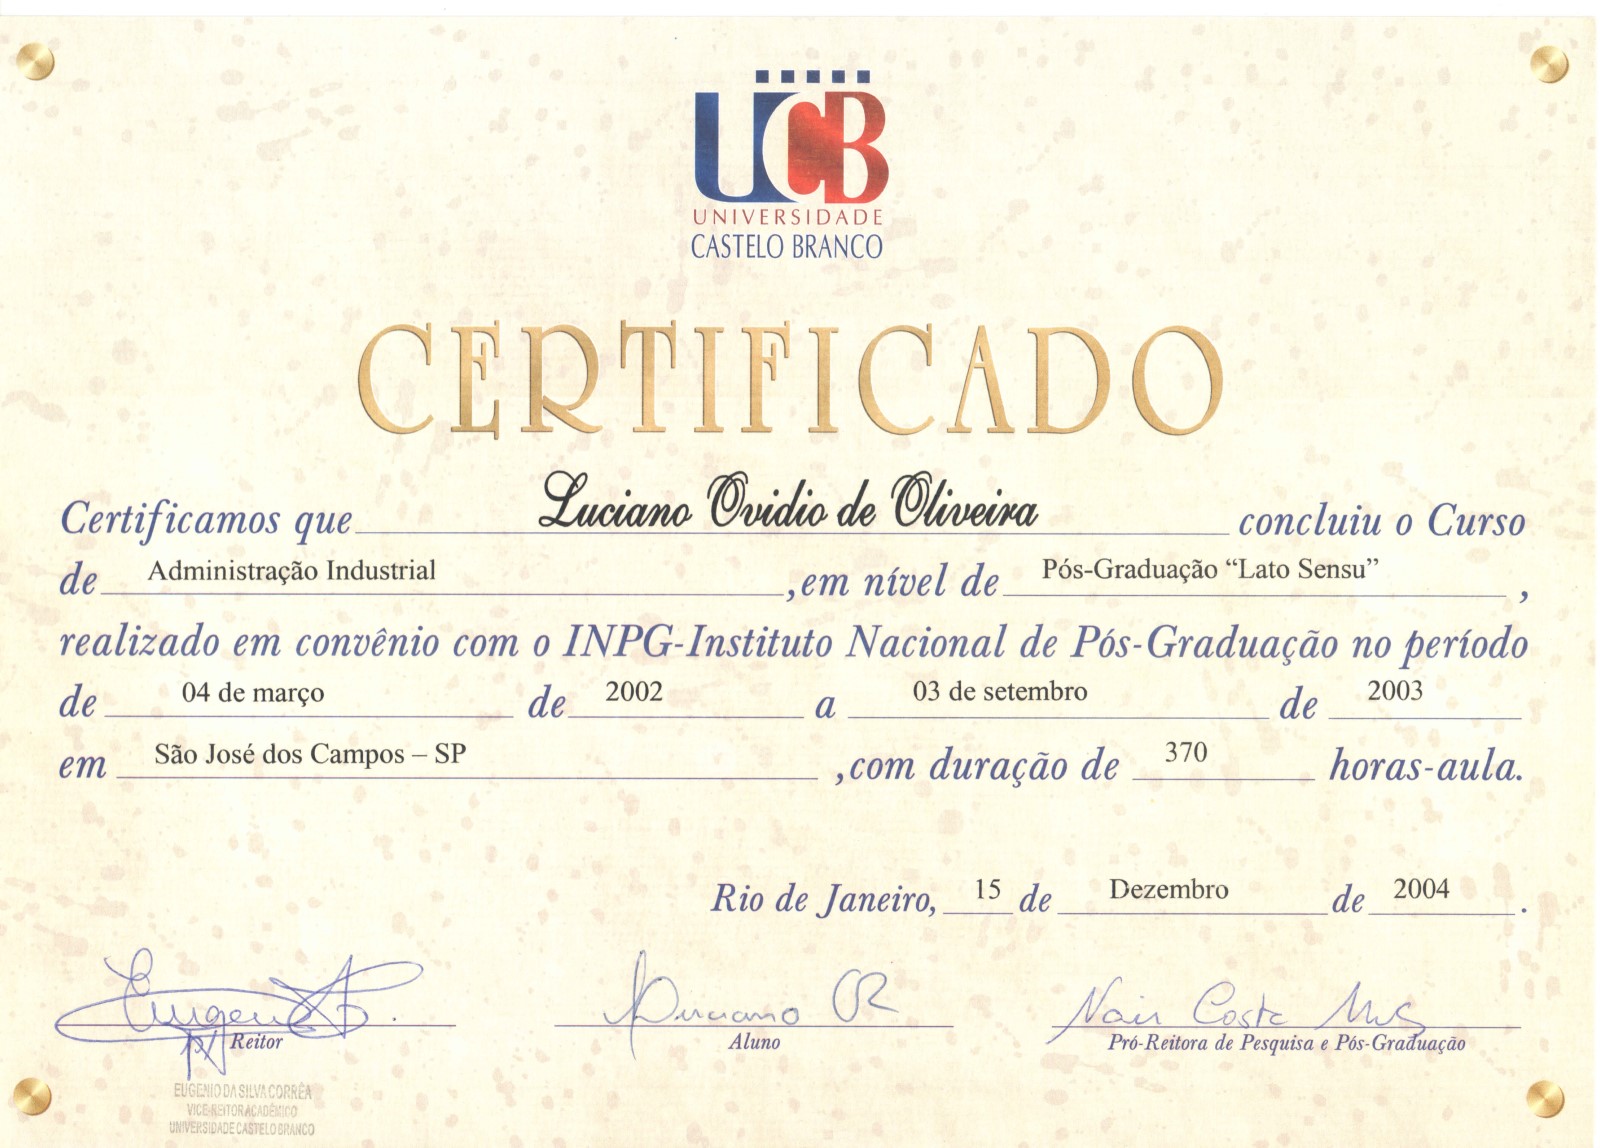 UCB
UNIVERSIDADE
CASTELO BRANCO
CERTIFICADO
Certificamos que Luciano Ovidio de Oliveira concluiu o Curso
de Administração Industrial ,em nível de Pós-Graduação “Lato Sensu” ,
realizado em convênio com o INPG-Instituto Nacional de Pós-Graduação no período
de 04 de março de 2002 a 03 de setembro de 2003
em São José dos Campos – SP ,com duração de 370 horas-aula.
Rio de Janeiro, 15 de Dezembro de 2004 .
Luciano
Nair Costa
Reitor Aluno Pró-Reitora de Pesquisa e Pós-Graduação
EUGENIO DA SILVA CORRÊA
VICE-REITOR ACADÊMICO
UNIVERSIDADE CASTELO BRANCO